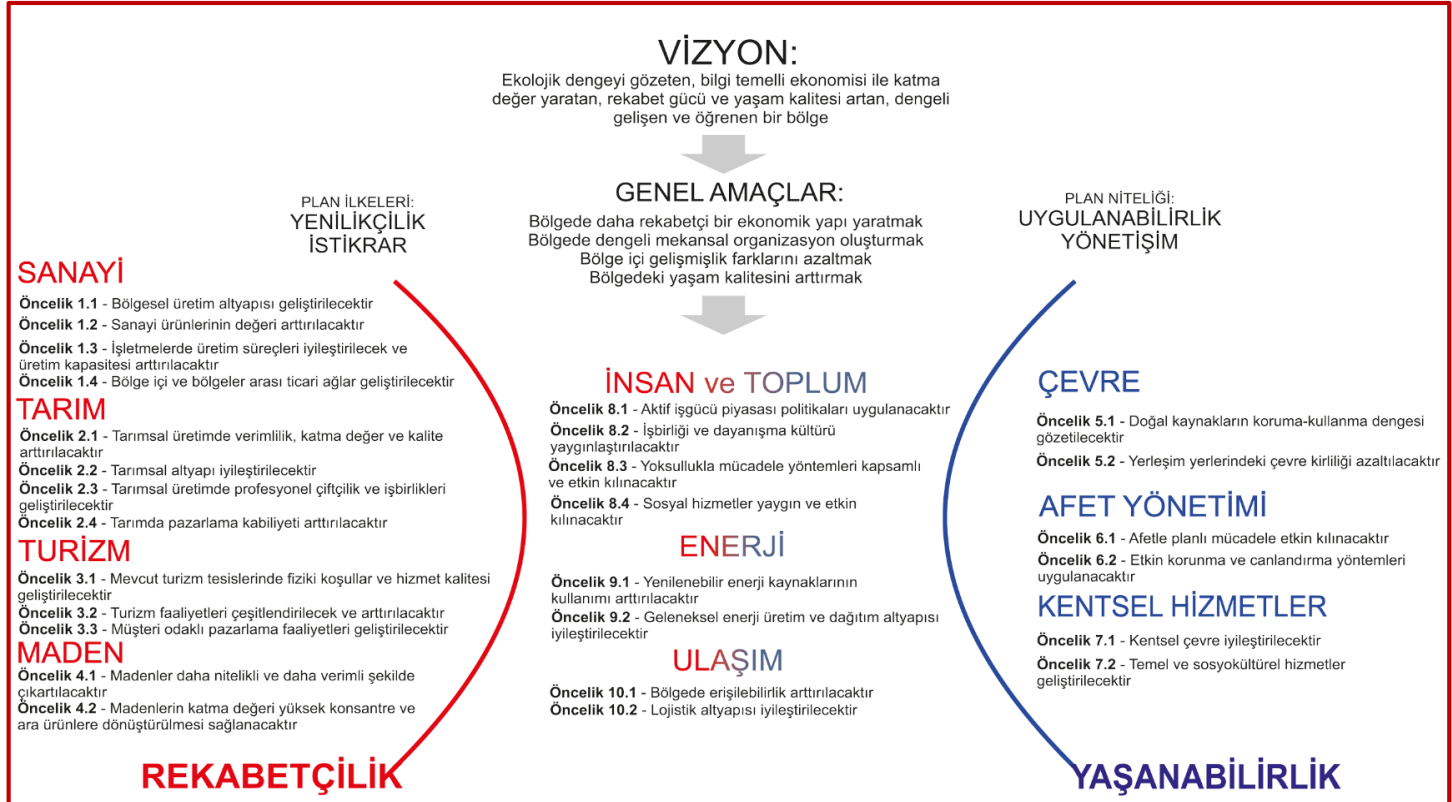 VİZYON:
Ekolojik dengeyi gözeten, bilgi temelli ekonomisi ile katma
değer yaratan, rekabet gücü ve yaşam kalitesi artan, dengeli
gelişen ve öğrenen bir bölge
GENEL AMAÇLAR:
Bölgede daha rekabetçi bir ekonomik yapı yaratmak
Bölgede dengeli mekansal organizasyon oluşturmak
Bölge içi gelişmişlik farklarını azaltmak
Bölgedeki yaşam kalitesini arttırmak
PLAN İLKELERİ:
YENİLİKÇİLİK
İSTİKRAR
PLAN NİTELİĞİ:
UYGULANABİLİRLİK
YÖNETİŞİM
SANAYİ
Öncelik 1.1 - Bölgesel üretim altyapısı geliştirilecektir
Öncelik 1.2 - Sanayi ürünlerinin değeri arttırılacaktır
Öncelik 1.3 - İşletmelerde üretim süreçleri iyileştirilecek ve
üretim kapasitesi arttırılacaktır
Öncelik 1.4 - Bölge içi ve bölgeler arası ticari ağlar geliştirilecektir
TARIM
Öncelik 2.1 - Tarımsal üretimde verimlilik, katma değer ve kalite
arttırılacaktır
Öncelik 2.2 - Tarımsal altyapı iyileştirilecektir
Öncelik 2.3 - Tarımsal üretimde profesyonel çiftçilik ve işbirlikleri
geliştirilecektir
Öncelik 2.4 - Tarımda pazarlama kabiliyeti arttırılacaktır
TURİZM
Öncelik 3.1 - Mevcut turizm tesislerinde fiziki koşullar ve hizmet kalitesi
geliştirilecektir
Öncelik 3.2 - Turizm faaliyetleri çeşitlendirilecek ve arttırılacaktır
Öncelik 3.3 - Müşteri odaklı pazarlama faaliyetleri geliştirilecektir
MADEN
Öncelik 4.1 - Madenler daha nitelikli ve daha verimli şekilde
çıkartılacaktır
Öncelik 4.2 - Madenlerin katma değeri yüksek konsantre ve
ara ürünlere dönüştürülmesi sağlanacaktır
REKABETÇİLİK
İNSAN ve TOPLUM
Öncelik 8.1 - Aktif işgücü piyasası politikaları uygulanacaktır
Öncelik 8.2 - İşbirliği ve dayanışma kültürü
yaygınlaştırılacaktır
Öncelik 8.3 - Yoksullukla mücadele yöntemleri kapsamlı
ve etkin kılınacaktır
Öncelik 8.4 - Sosyal hizmetler yaygın ve etkin
kılınacaktır
ENERJİ
Öncelik 9.1 - Yenilenebilir enerji kaynaklarının
kullanımı arttırılacaktır
Öncelik 9.2 - Geleneksel enerji üretim ve dağıtım altyapısı
iyileştirilecektir
ULAŞIM
Öncelik 10.1 - Bölgede erişilebilirlik arttırılacaktır
Öncelik 10.2 - Lojistik altyapısı iyileştirilecektir
ÇEVRE
Öncelik 5.1 - Doğal kaynakların koruma-kullanma dengesi
gözetilecektir
Öncelik 5.2 - Yerleşim yerlerindeki çevre kirliliği azaltılacaktır
AFET YÖNETİMİ
Öncelik 6.1 - Afetle planlı mücadele etkin kılınacaktır
Öncelik 6.2 - Etkin korunma ve canlandırma yöntemleri
uygulanacaktır
KENTSEL HİZMETLER
Öncelik 7.1 - Kentsel çevre iyileştirilecektir
Öncelik 7.2 - Temel ve sosyokültürel hizmetler
geliştirilecektir
YAŞANABİLİRLİK